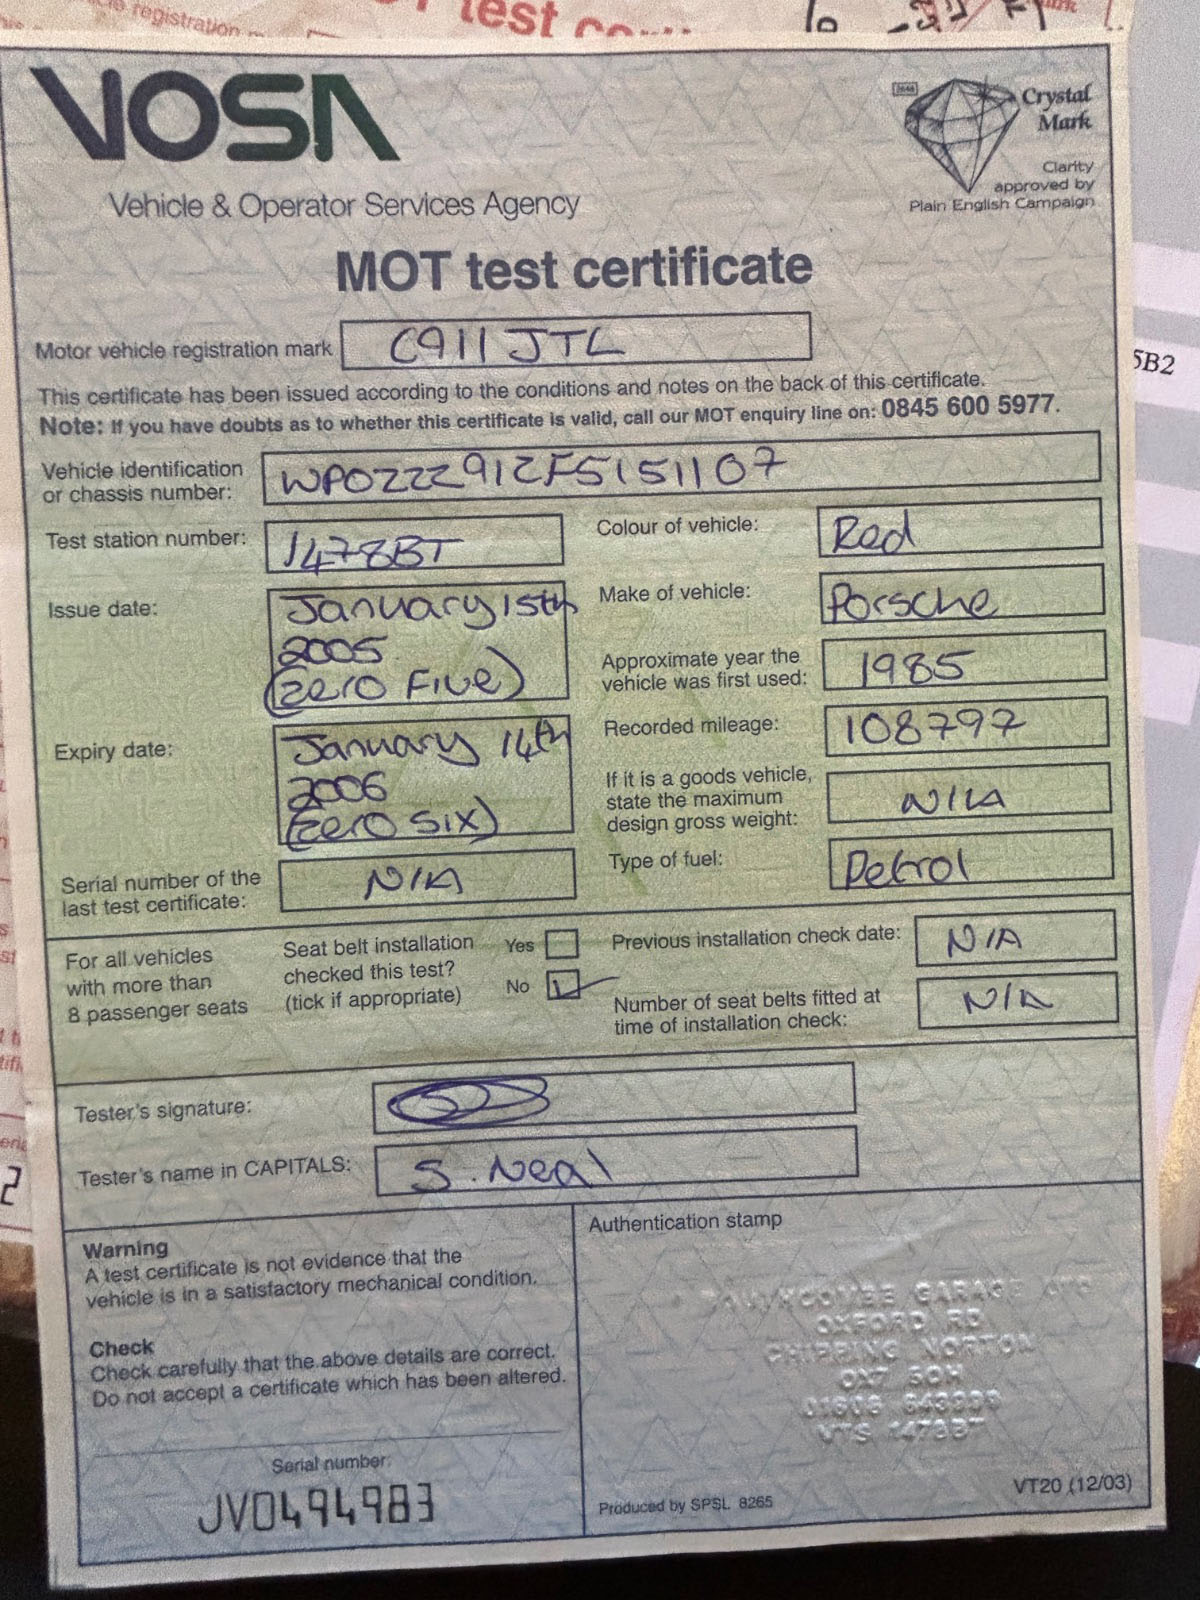 registration
test
VOSA
Vehicle & Operator Services Agency
Crystal
Mark
Clarity
approved by
Plain English Campaign
MOT test certificate
Motor vehicle registration mark C911 JTL
This certificate has been issued according to the conditions and notes on the back of this certificate.
Note: If you have doubts as to whether this certificate is valid, call our MOT enquiry line on: 0845 600 5977.
5B2
Vehicle identification
or chassis number: WP0ZZZ91ZFS151107
Test station number: 1478BT
Colour of vehicle: Red
Issue date: January 15th
2005
(zero Five)
Make of vehicle: Porsche
Approximate year the
vehicle was first used: 1985
Expiry date: January 14th
2006
(zero six)
Recorded mileage: 108797
If it is a goods vehicle,
state the maximum
design gross weight: N/A
Serial number of the
last test certificate: N/A
Type of fuel: Petrol
For all vehicles
with more than
8 passenger seats
Seat belt installation
checked this test?
(tick if appropriate)
Yes
No
Previous installation check date: N/A
Number of seat belts fitted at
time of installation check: N/A
Tester's signature:
Tester's name in CAPITALS: S. Neal
Warning
A test certificate is not evidence that the
vehicle is in a satisfactory mechanical condition.
Check
Check carefully that the above details are correct.
Do not accept a certificate which has been altered.
Serial number:
JV0494983
Authentication stamp
GARAGE
OXFORD RD
CHIPPING NORTON
OX7
VTS 1478BT
Produced by SPSL 8265
VT20 (12/03)